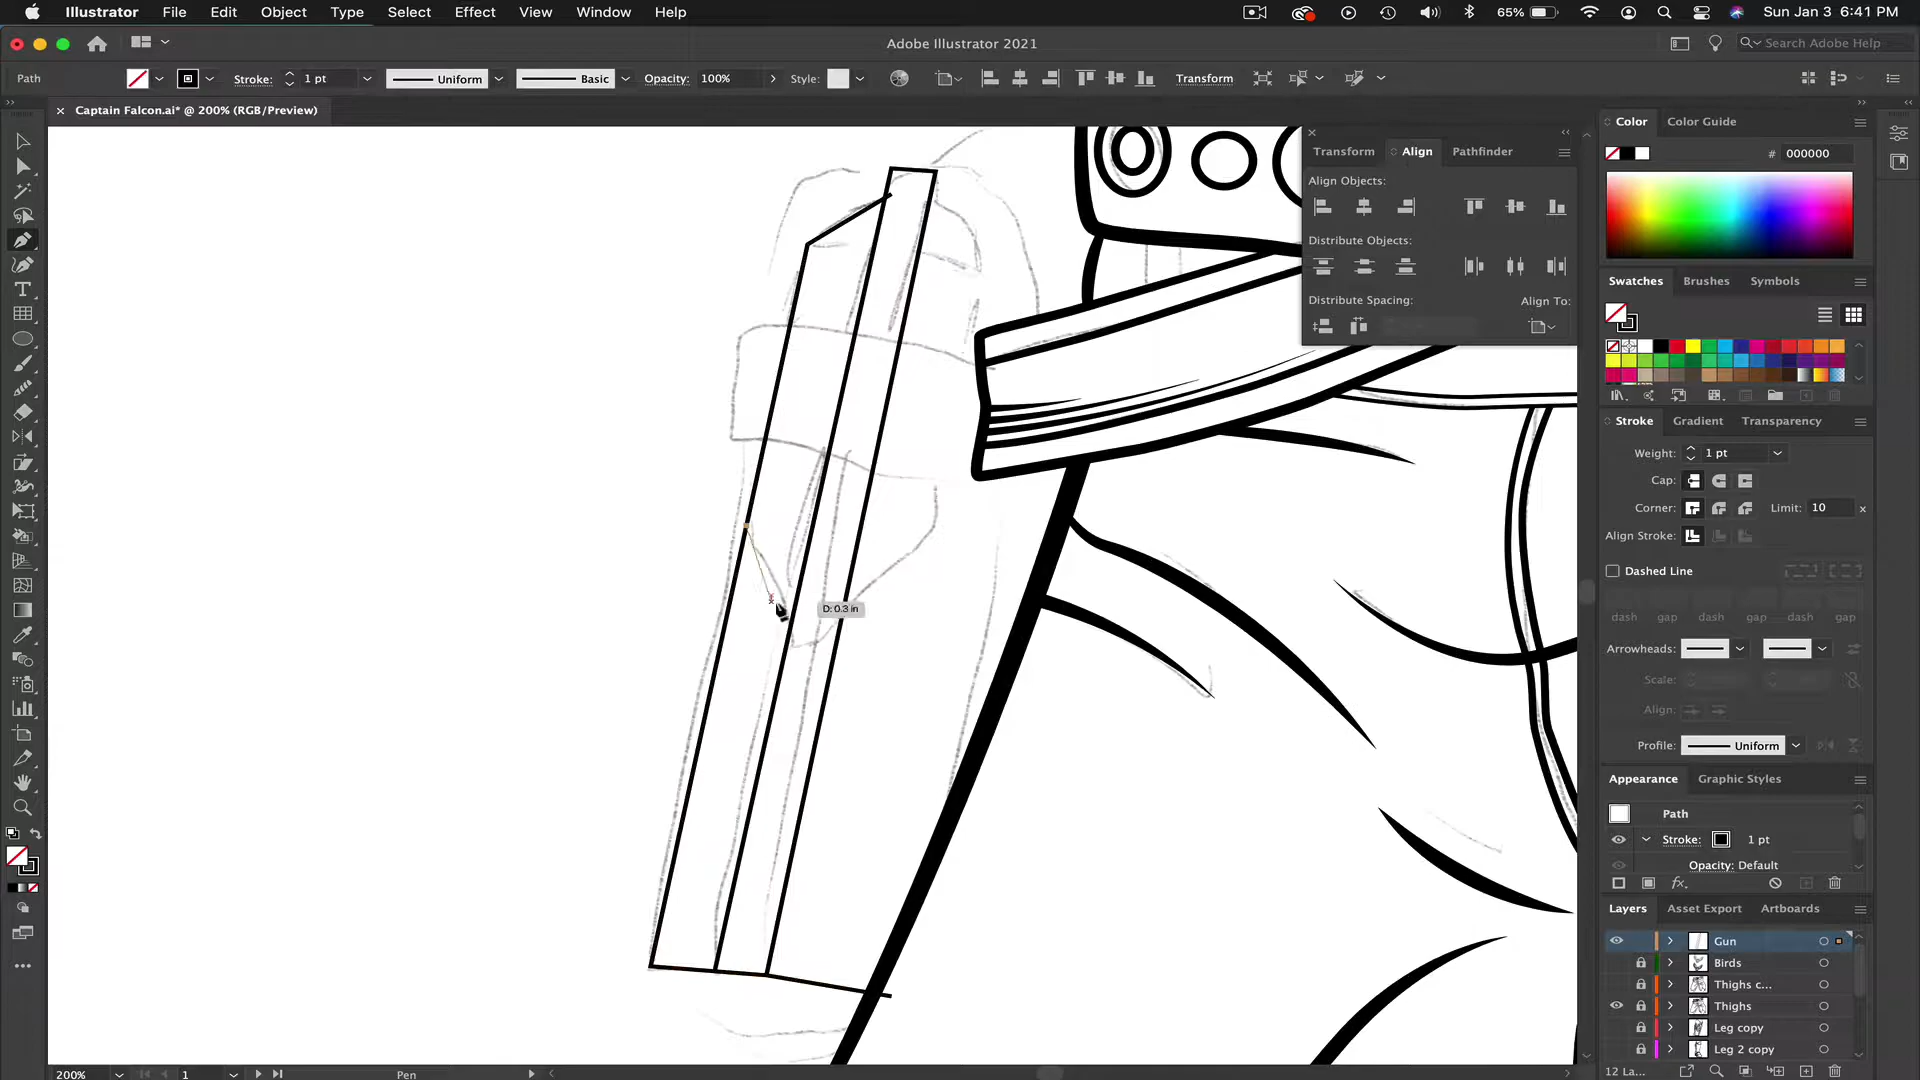 Illustrator File Edit Object Type Select Effect View Window Help 65% Sun Jan 3 6:41 PM
Adobe Illustrator 2021 Search Adobe Help
Path Stroke: 1 pt Uniform Basic Opacity: 100% Style: Transform
Captain Falcon.ai* @ 200% (RGB/Preview)
Color Color Guide
# 000000
Transform Align Pathfinder
Align Objects:
Distribute Objects:
Distribute Spacing: Align To:
Swatches Brushes Symbols
Stroke Gradient Transparency
Weight: 1 pt
Cap:
Corner: Limit: 10 x
Align Stroke:
Dashed Line
dash gap dash gap dash gap
Arrowheads:
Scale:
Align:
Profile: Uniform
D: 0.3 in
Appearance Graphic Styles
Path
Stroke: 1 pt
Opacity: Default
fx
Layers Asset Export Artboards
Gun
Birds
Thighs c...
Thighs
Leg copy
Leg 2 copy
12 La...
200% 1 Pen